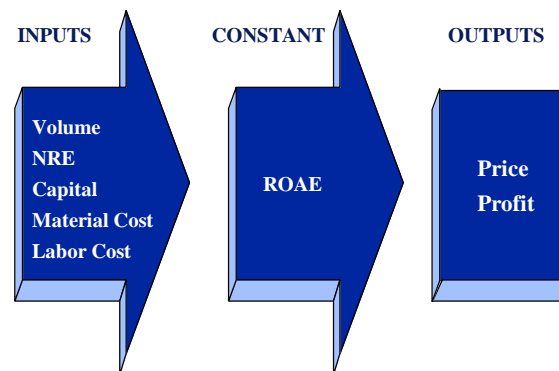 INPUTS
Volume
NRE
Capital
Material Cost
Labor Cost
CONSTANT
ROAE
OUTPUTS
Price
Profit